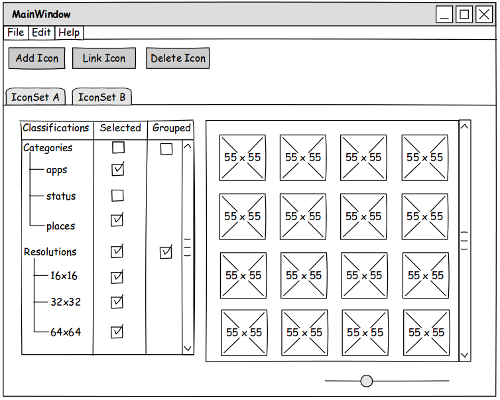 MainWindow
File Edit Help
Add Icon Link Icon Delete Icon
IconSet A IconSet B
Classifications Selected Grouped
Categories
apps
status
places
Resolutions
16x16
32x32
64x64
55 x 55 55 x 55 55 x 55 55 x 55
55 x 55 55 x 55 55 x 55 55 x 55
55 x 55 55 x 55 55 x 55 55 x 55
55 x 55 55 x 55 55 x 55 55 x 55